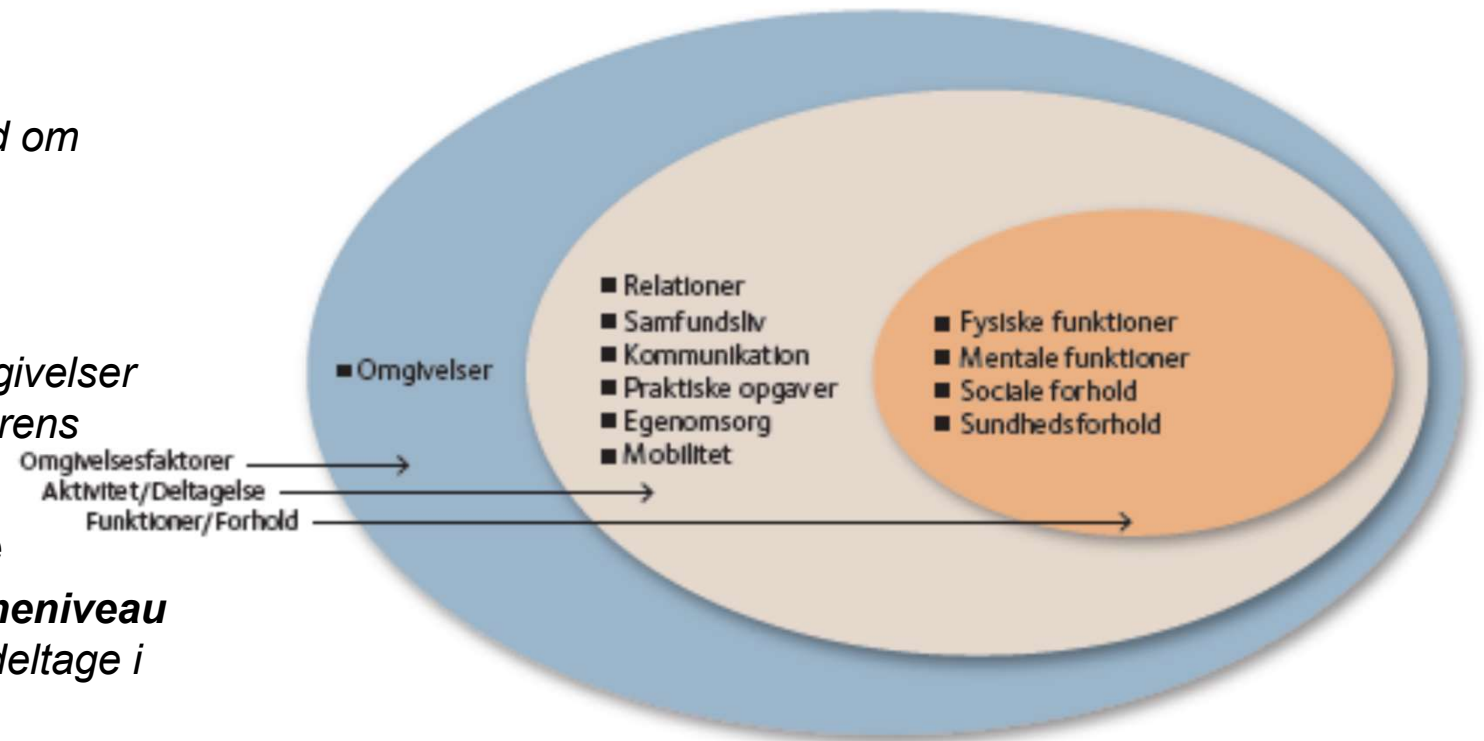 d om
givelser
rens
e
neniveau
deltage i
Omgivelsesfaktorer
Aktivitet/Deltagelse
Funktioner/Forhold
■ Omgivelser
■ Relationer
■ Samfundsliv
■ Kommunikation
■ Praktiske opgaver
■ Egenomsorg
■ Mobilitet
■ Fysiske funktioner
■ Mentale funktioner
■ Sociale forhold
■ Sundhedsforhold